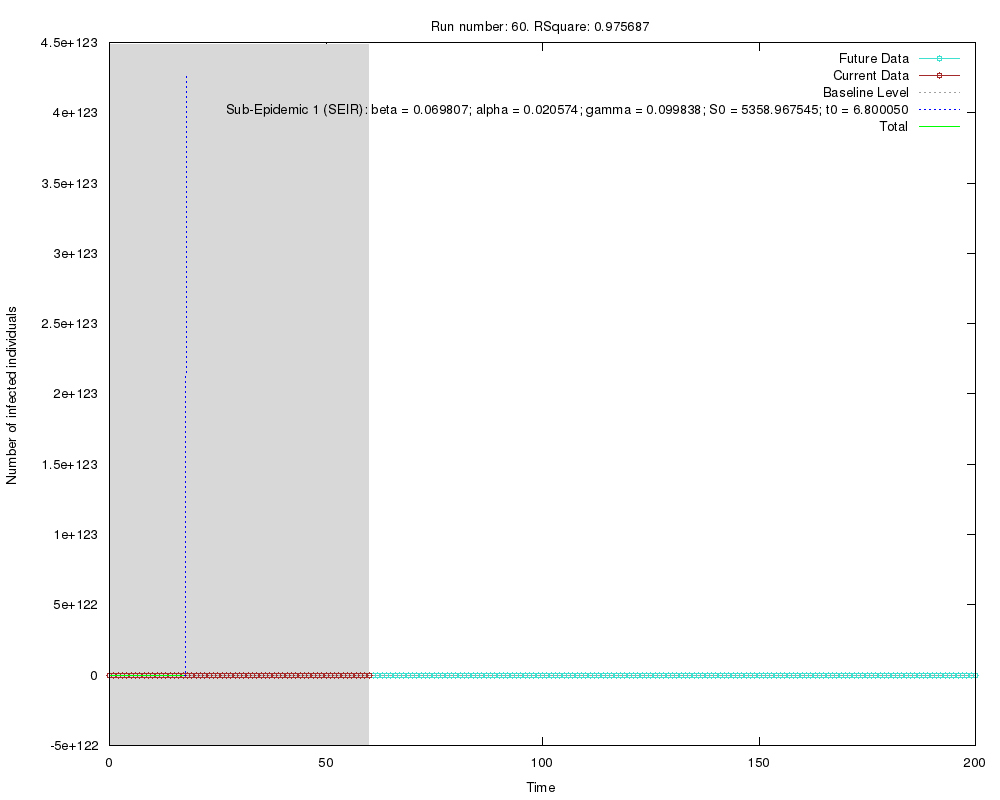 Run number: 60. RSquare: 0.975687
4.5e+123
4e+123
3.5e+123
3e+123
2.5e+123
2e+123
1.5e+123
1e+123
5e+122
0
-5e+122
Number of infected individuals
Future Data
Current Data
Baseline Level
Sub-Epidemic 1 (SEIR): beta = 0.069807; alpha = 0.020574; gamma = 0.099838; S0 = 5358.967545; t0 = 6.800050
Total
0 50 100 150 200
Time